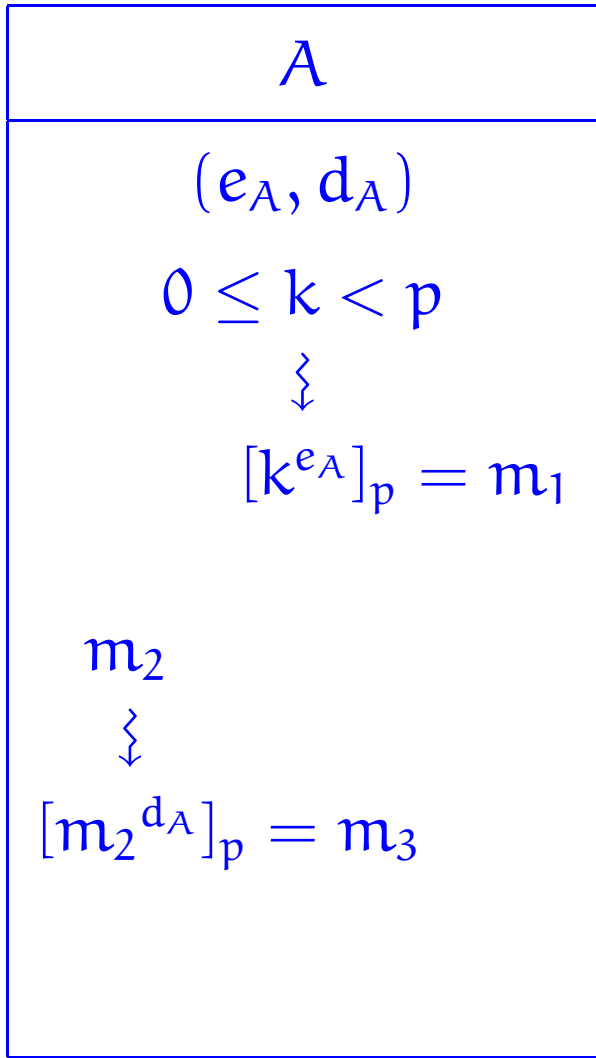 A
(e_A, d_A)
0 ≤ k < p
[k^{e_A}]_p = m_1
m_2
[m_2^{d_A}]_p = m_3